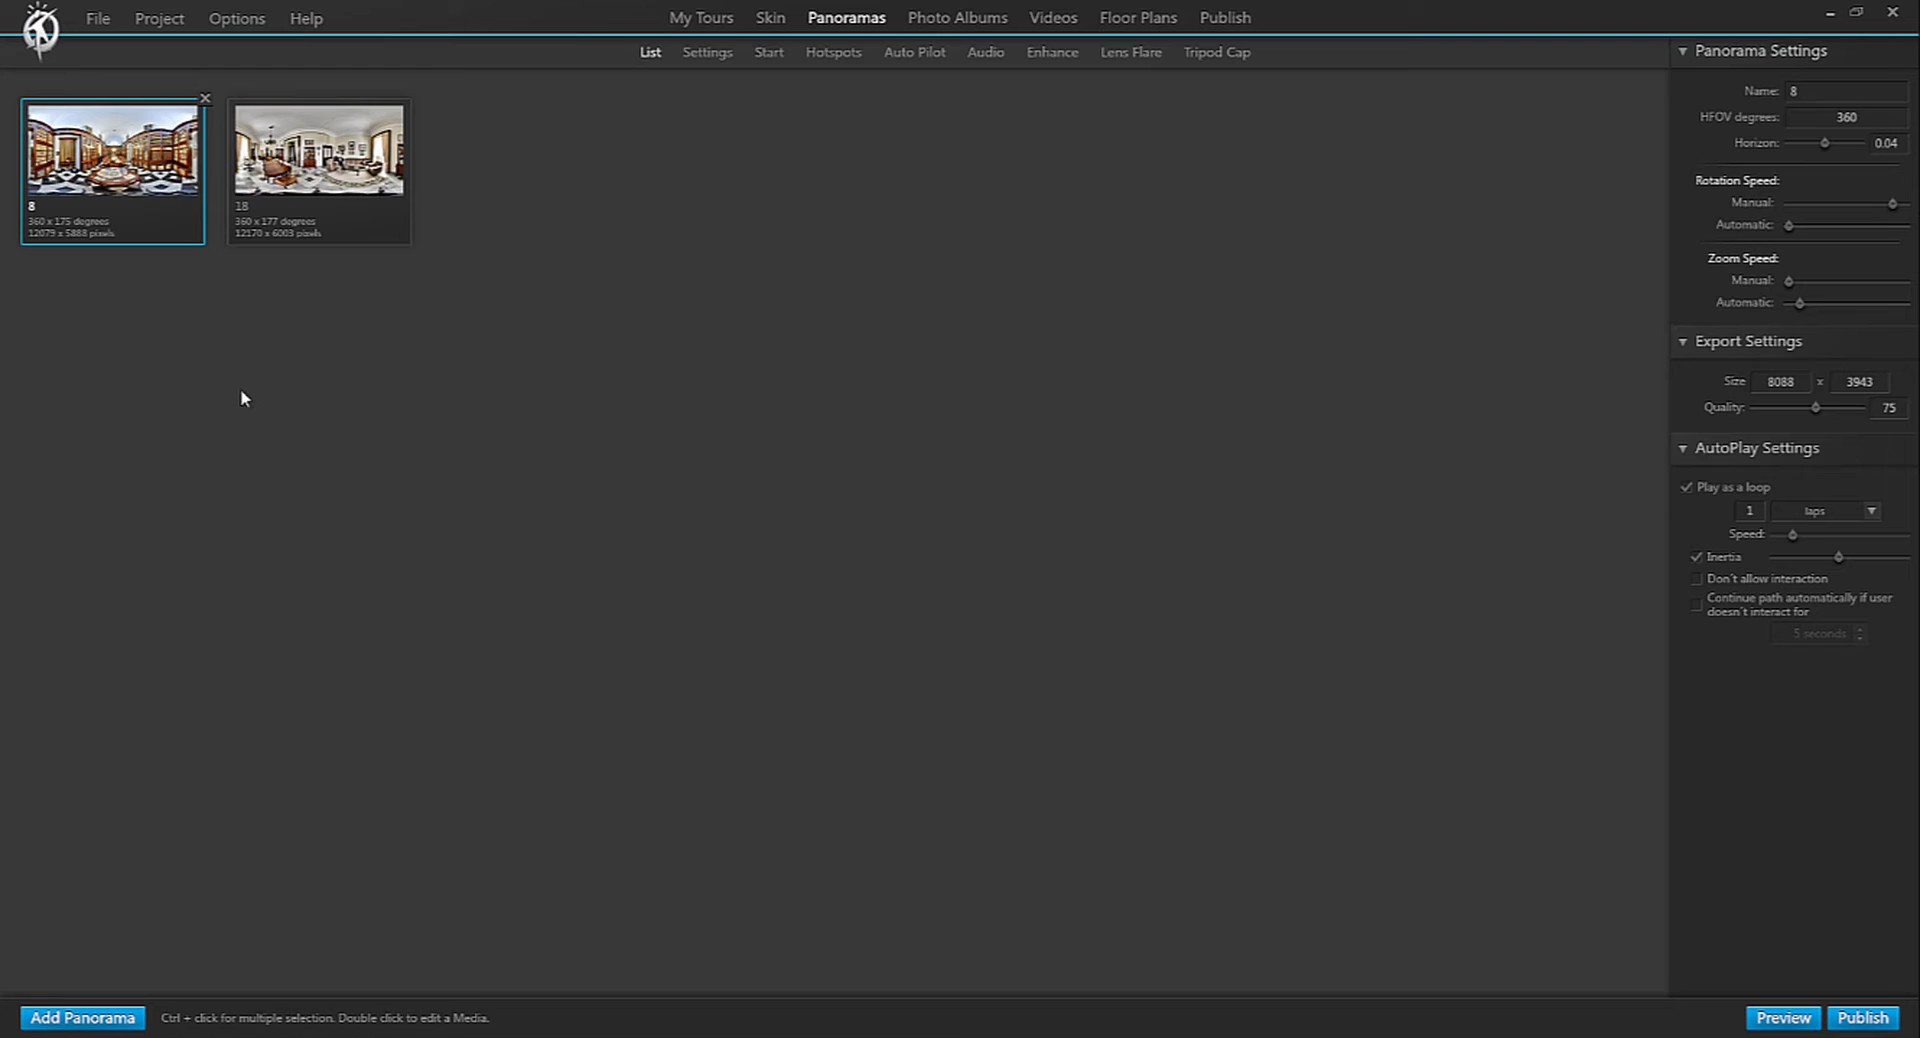 File Project Options Help
My Tours Skin Panoramas Photo Albums Videos Floor Plans Publish
List Settings Start Hotspots Auto Pilot Audio Enhance Lens Flare Tripod Cap
8
360 x 175 degrees
12079 x 5888 pixels
18
360 x 177 degrees
12170 x 6003 pixels
Panorama Settings
Name: 8
HFOV degrees: 360
Horizon: 0.04
Rotation Speed:
Manual:
Automatic:
Zoom Speed:
Manual:
Automatic:
Export Settings
Size 8088 x 3943
Quality: 75
AutoPlay Settings
Play as a loop
1 laps
Speed:
Inertia
Don't allow interaction
Continue path automatically if user
doesn't interact for
5 seconds
Add Panorama Ctrl + click for multiple selection. Double click to edit a Media.
Preview Publish